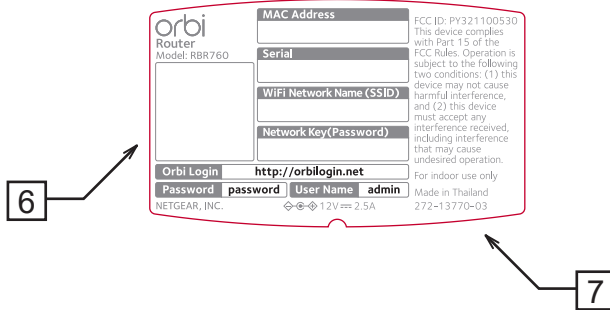 orbi
Router
Model: RBR760
MAC Address
Serial
WiFi Network Name (SSID)
Network Key(Password)
Orbi Login http://orbilogin.net
Password password User Name admin
NETGEAR, INC. 12V 2.5A
FCC ID: PY321100530
This device complies
with Part 15 of the
FCC Rules. Operation is
subject to the following
two conditions: (1) this
device may not cause
harmful interference,
and (2) this device
must accept any
interference received,
including interference
that may cause
undesired operation.
For indoor use only
Made in Thailand
272-13770-03
6
7